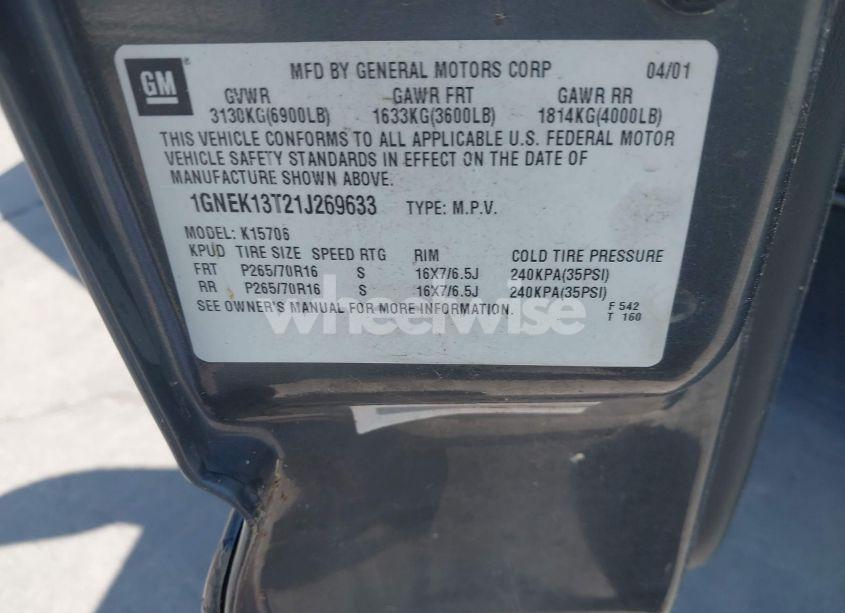 GM ®
MFD BY GENERAL MOTORS CORP 04/01
GVWR GAWR FRT GAWR RR
3130KG(6900LB) 1633KG(3600LB) 1814KG(4000LB)
THIS VEHICLE CONFORMS TO ALL APPLICABLE U.S. FEDERAL MOTOR
VEHICLE SAFETY STANDARDS IN EFFECT ON THE DATE OF
MANUFACTURE SHOWN ABOVE.
1GNEK13T21J269633 TYPE: M.P.V.
MODEL: K15706
KPUD TIRE SIZE SPEED RTG RIM COLD TIRE PRESSURE
FRT P265/70R16 S 16X7/6.5J 240KPA(35PSI)
RR P265/70R16 S 16X7/6.5J 240KPA(35PSI)
SEE OWNER'S MANUAL FOR MORE INFORMATION. F 542
T 160
wheelwise